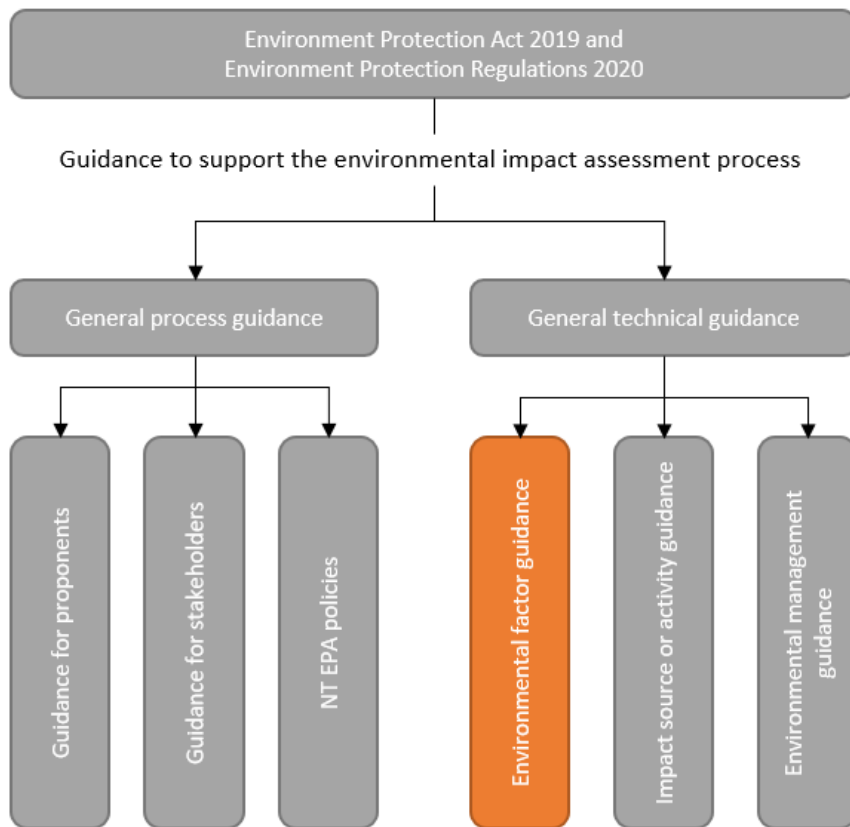 Environment Protection Act 2019 and
Environment Protection Regulations 2020
Guidance to support the environmental impact assessment process
General process guidance
General technical guidance
Guidance for proponents
Guidance for stakeholders
NT EPA policies
Environmental factor guidance
Impact source or activity guidance
Environmental management
guidance